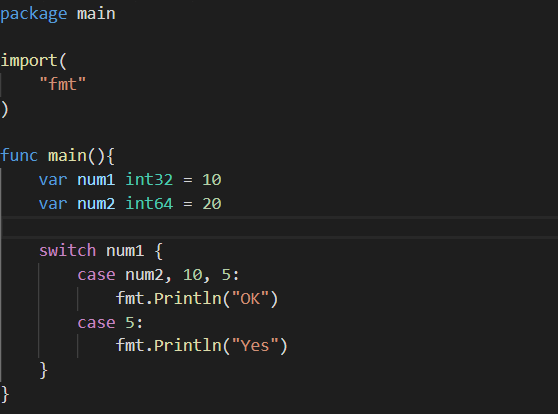 package main
import(
"fmt"
)
func main(){
var num1 int32 = 10
var num2 int64 = 20
switch num1 {
case num2, 10, 5:
fmt.Println("OK")
case 5:
fmt.Println("Yes")
}
}